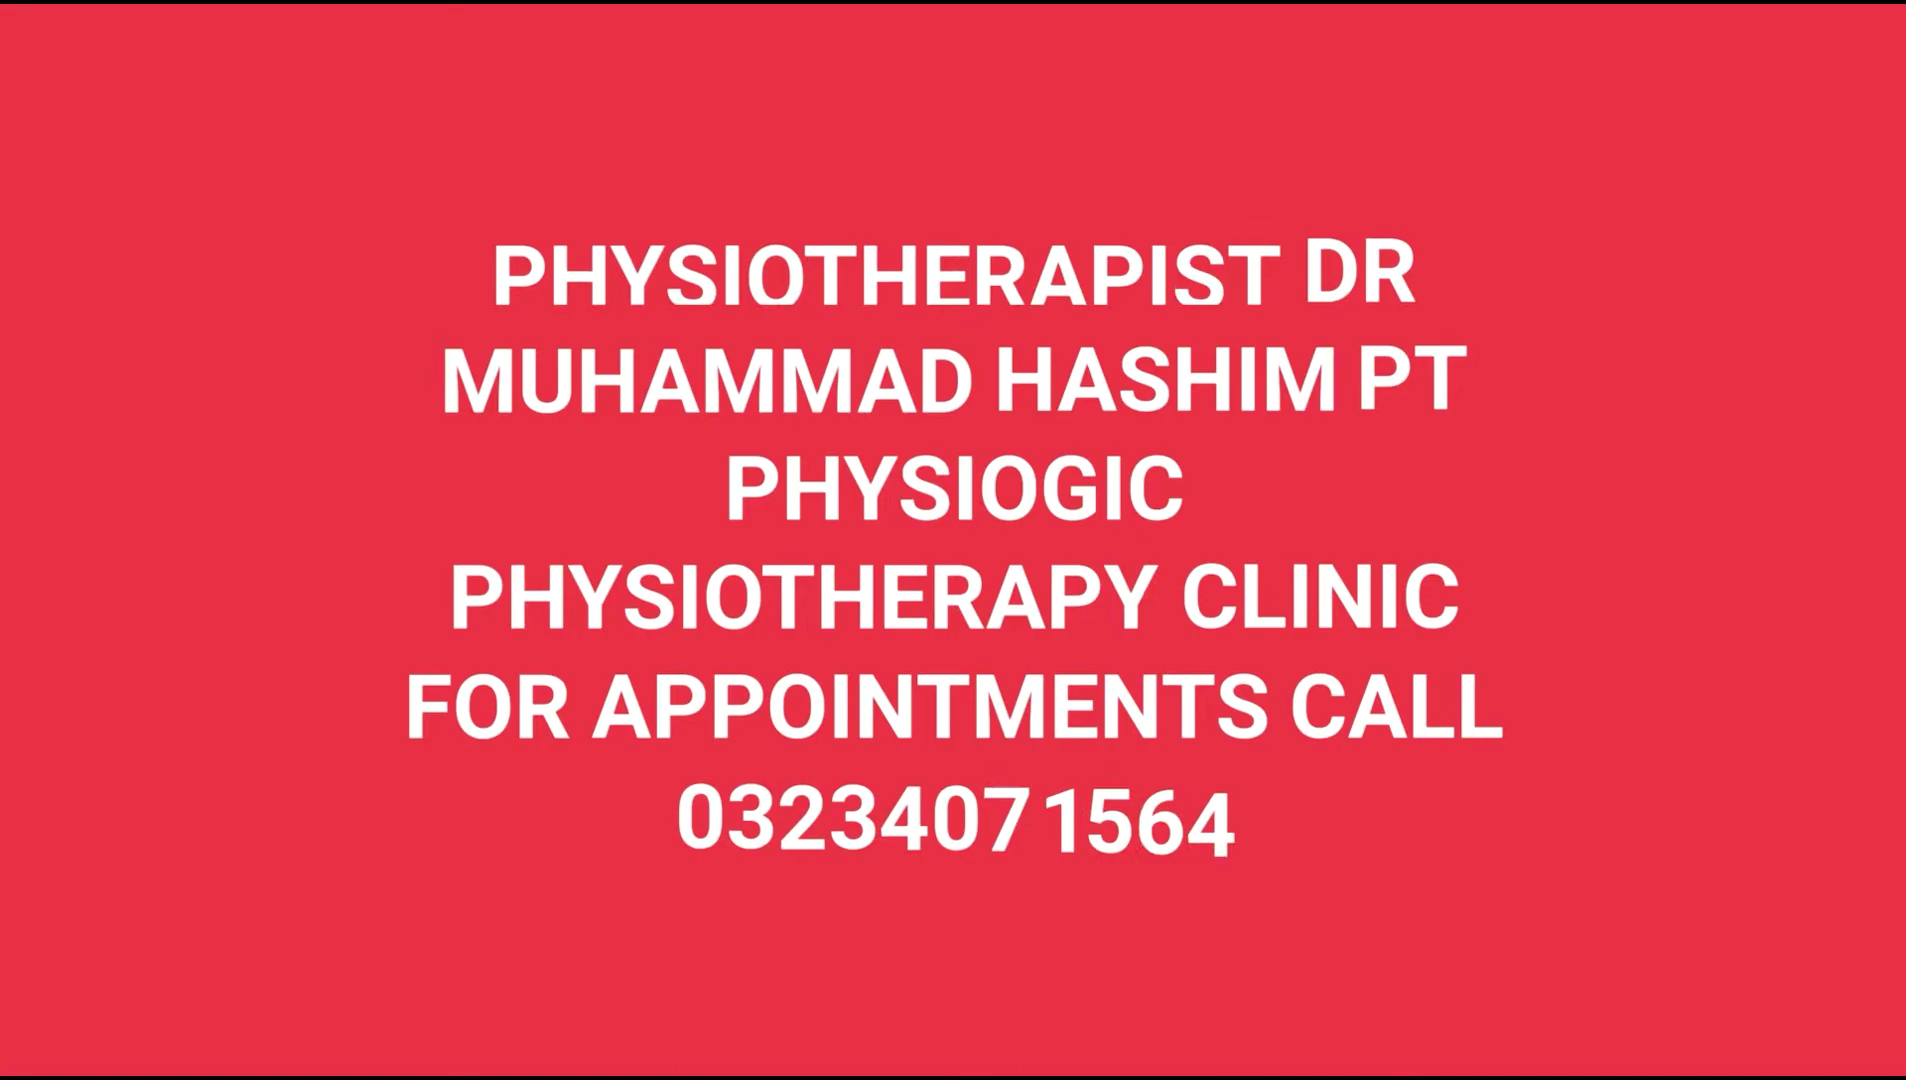 PHYSIOTHERAPIST DR
MUHAMMAD HASHIM PT
PHYSIOGIC
PHYSIOTHERAPY CLINIC
FOR APPOINTMENTS CALL
03234071564